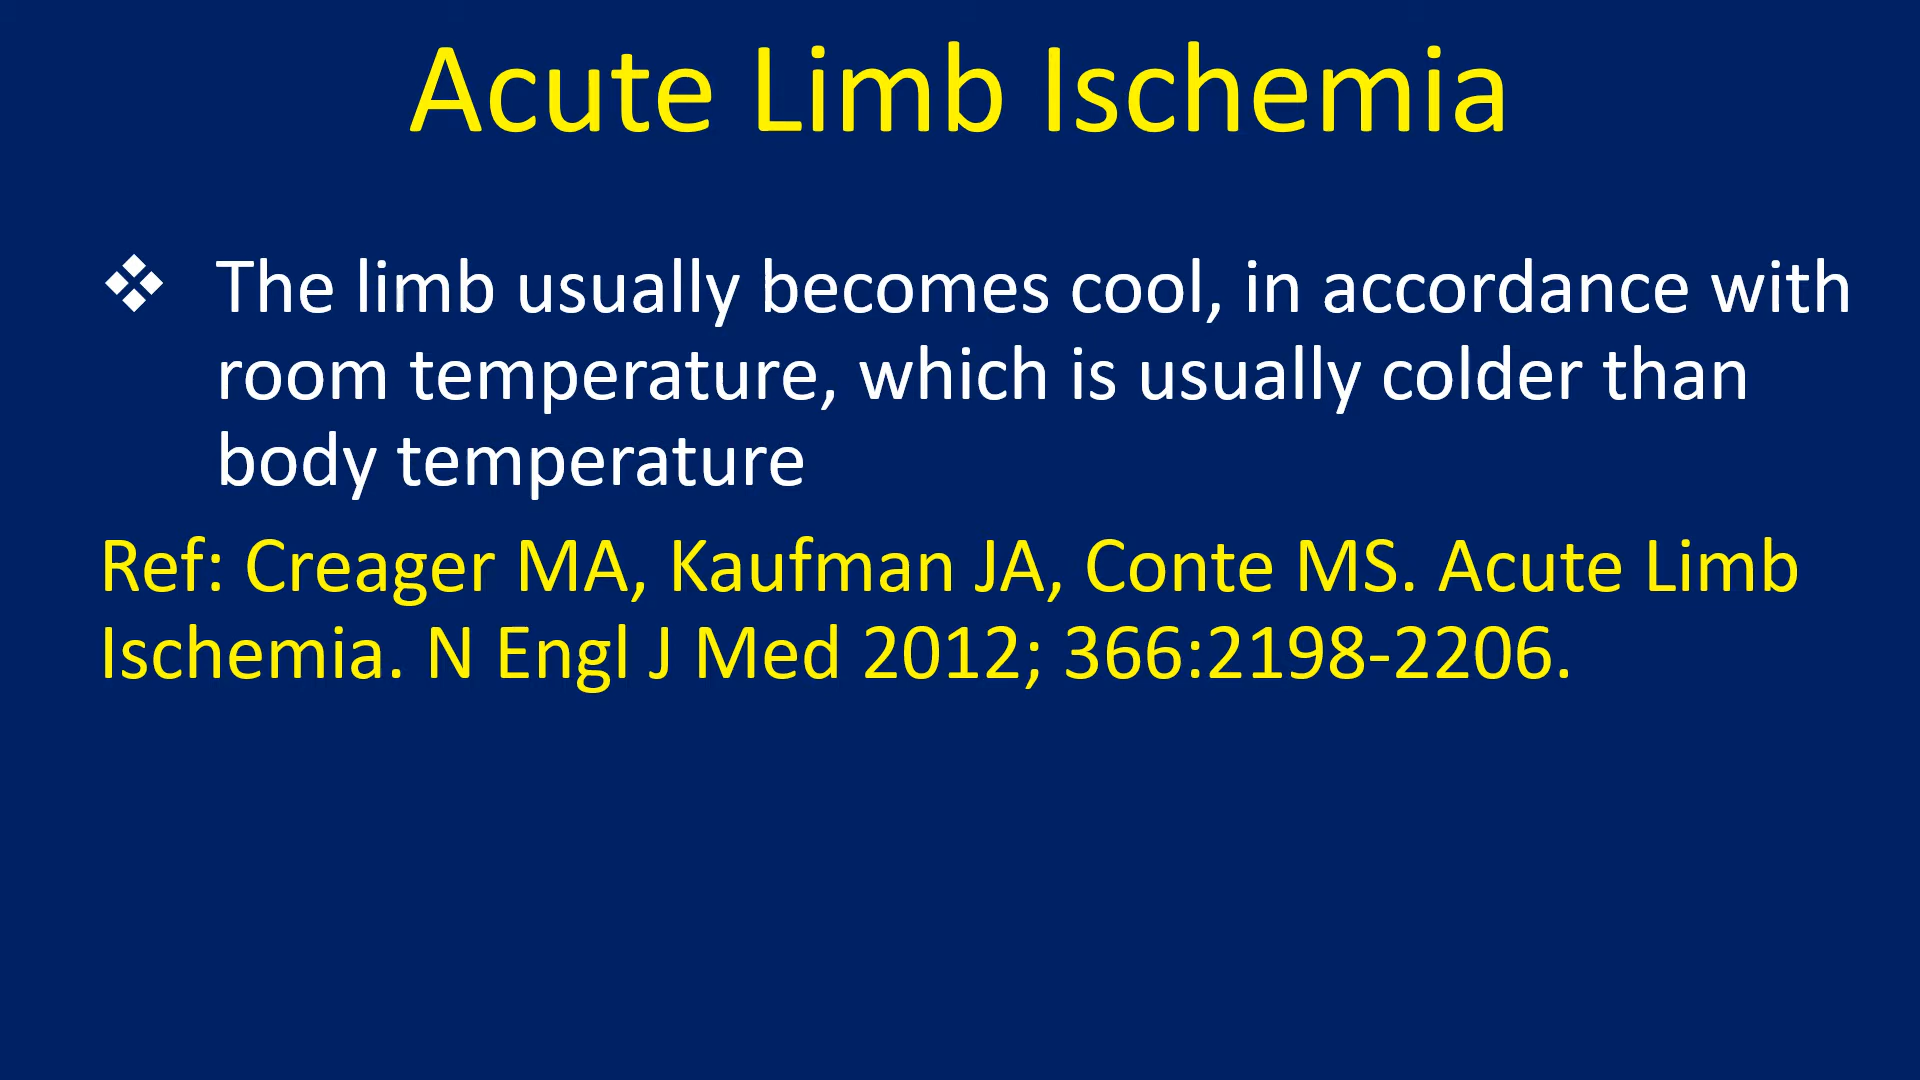 Acute Limb Ischemia
❖ The limb usually becomes cool, in accordance with
room temperature, which is usually colder than
body temperature
Ref: Creager MA, Kaufman JA, Conte MS. Acute Limb
Ischemia. N Engl J Med 2012; 366:2198-2206.